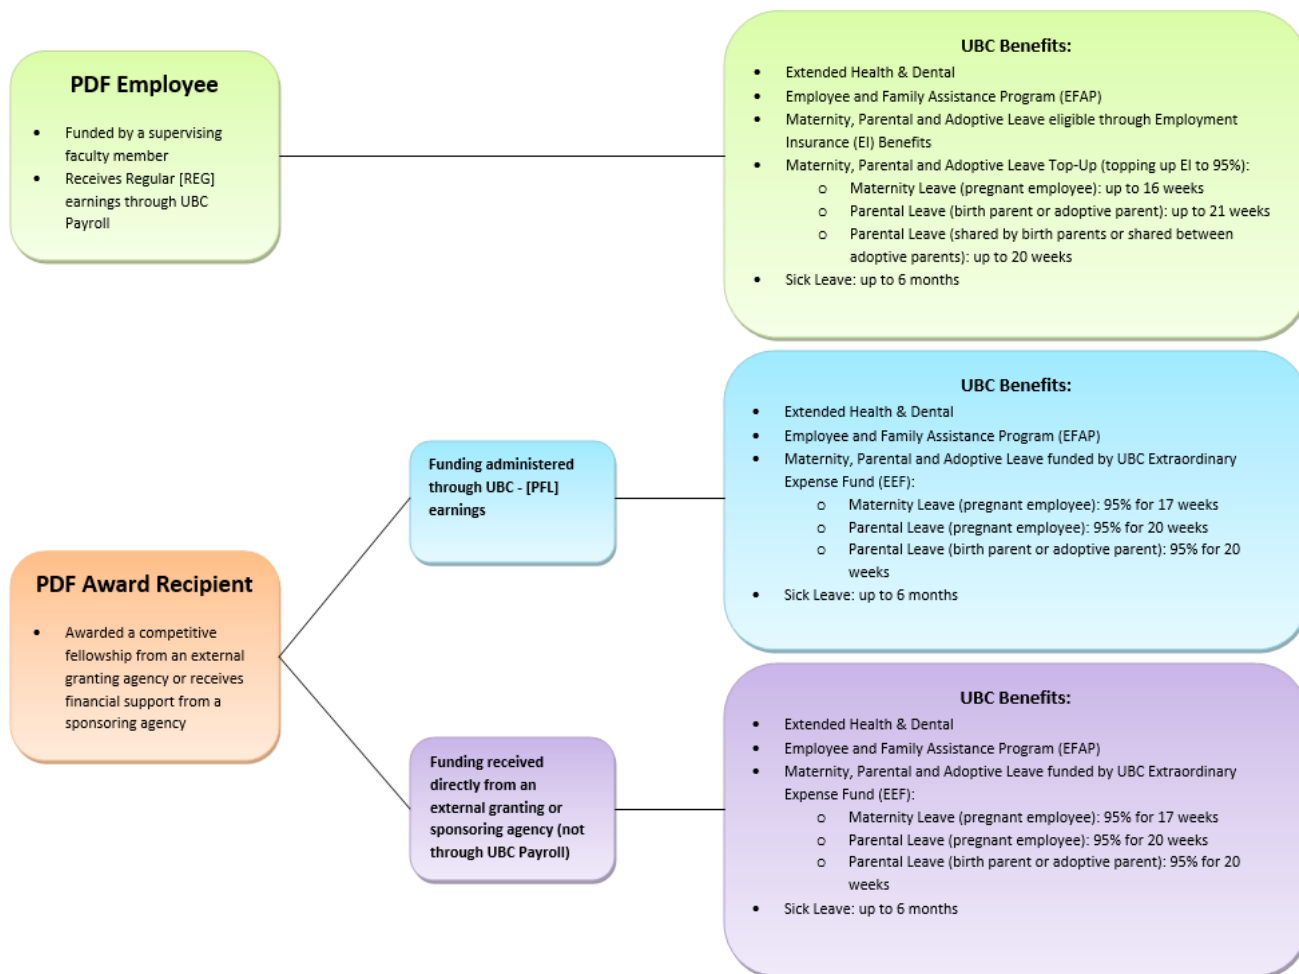 PDF Employee
• Funded by a supervising
faculty member
• Receives Regular [REG]
earnings through UBC
Payroll
UBC Benefits:
• Extended Health & Dental
• Employee and Family Assistance Program (EFAP)
• Maternity, Parental and Adoptive Leave eligible through Employment
Insurance (EI) Benefits
• Maternity, Parental and Adoptive Leave Top-Up (topping up EI to 95%):
o Maternity Leave (pregnant employee): up to 16 weeks
o Parental Leave (birth parent or adoptive parent): up to 21 weeks
o Parental Leave (shared by birth parents or shared between
adoptive parents): up to 20 weeks
• Sick Leave: up to 6 months
PDF Award Recipient
• Awarded a competitive
fellowship from an external
granting agency or receives
financial support from a
sponsoring agency
Funding administered
through UBC - [PFL]
earnings
UBC Benefits:
• Extended Health & Dental
• Employee and Family Assistance Program (EFAP)
• Maternity, Parental and Adoptive Leave funded by UBC Extraordinary
Expense Fund (EEF):
o Maternity Leave (pregnant employee): 95% for 17 weeks
o Parental Leave (pregnant employee): 95% for 20 weeks
o Parental Leave (birth parent or adoptive parent): 95% for 20
weeks
• Sick Leave: up to 6 months
Funding received
directly from an
external granting or
sponsoring agency (not
through UBC Payroll)
UBC Benefits:
• Extended Health & Dental
• Employee and Family Assistance Program (EFAP)
• Maternity, Parental and Adoptive Leave funded by UBC Extraordinary
Expense Fund (EEF):
o Maternity Leave (pregnant employee): 95% for 17 weeks
o Parental Leave (pregnant employee): 95% for 20 weeks
o Parental Leave (birth parent or adoptive parent): 95% for 20
weeks
• Sick Leave: up to 6 months